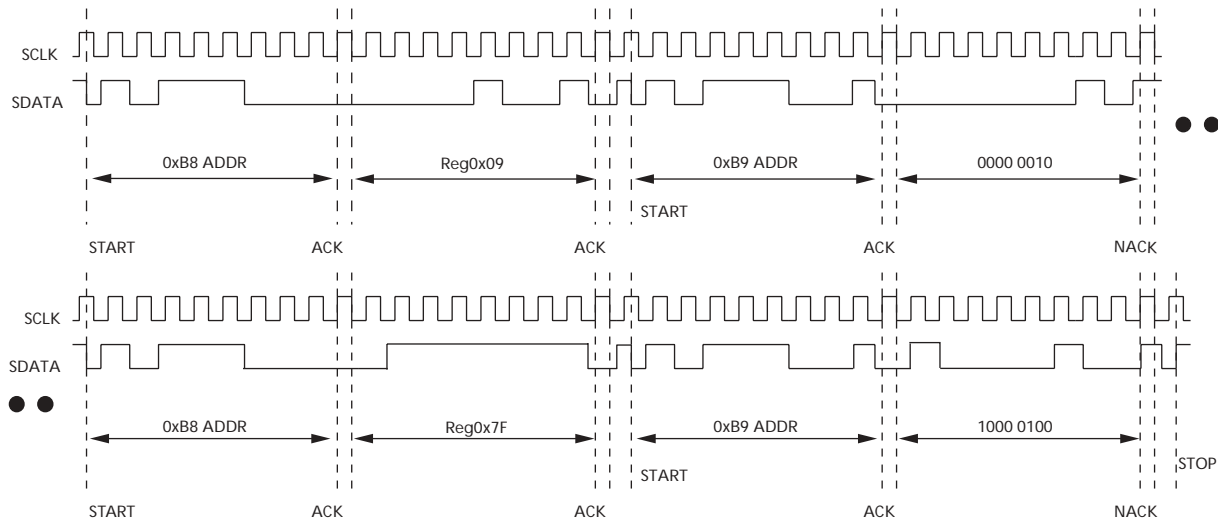 SCLK
SDATA
0xB8 ADDR Reg0x09 0xB9 ADDR 0000 0010
START
START ACK ACK ACK NACK
SCLK
SDATA
0xB8 ADDR Reg0x7F 0xB9 ADDR 1000 0100
START STOP
START ACK ACK ACK NACK